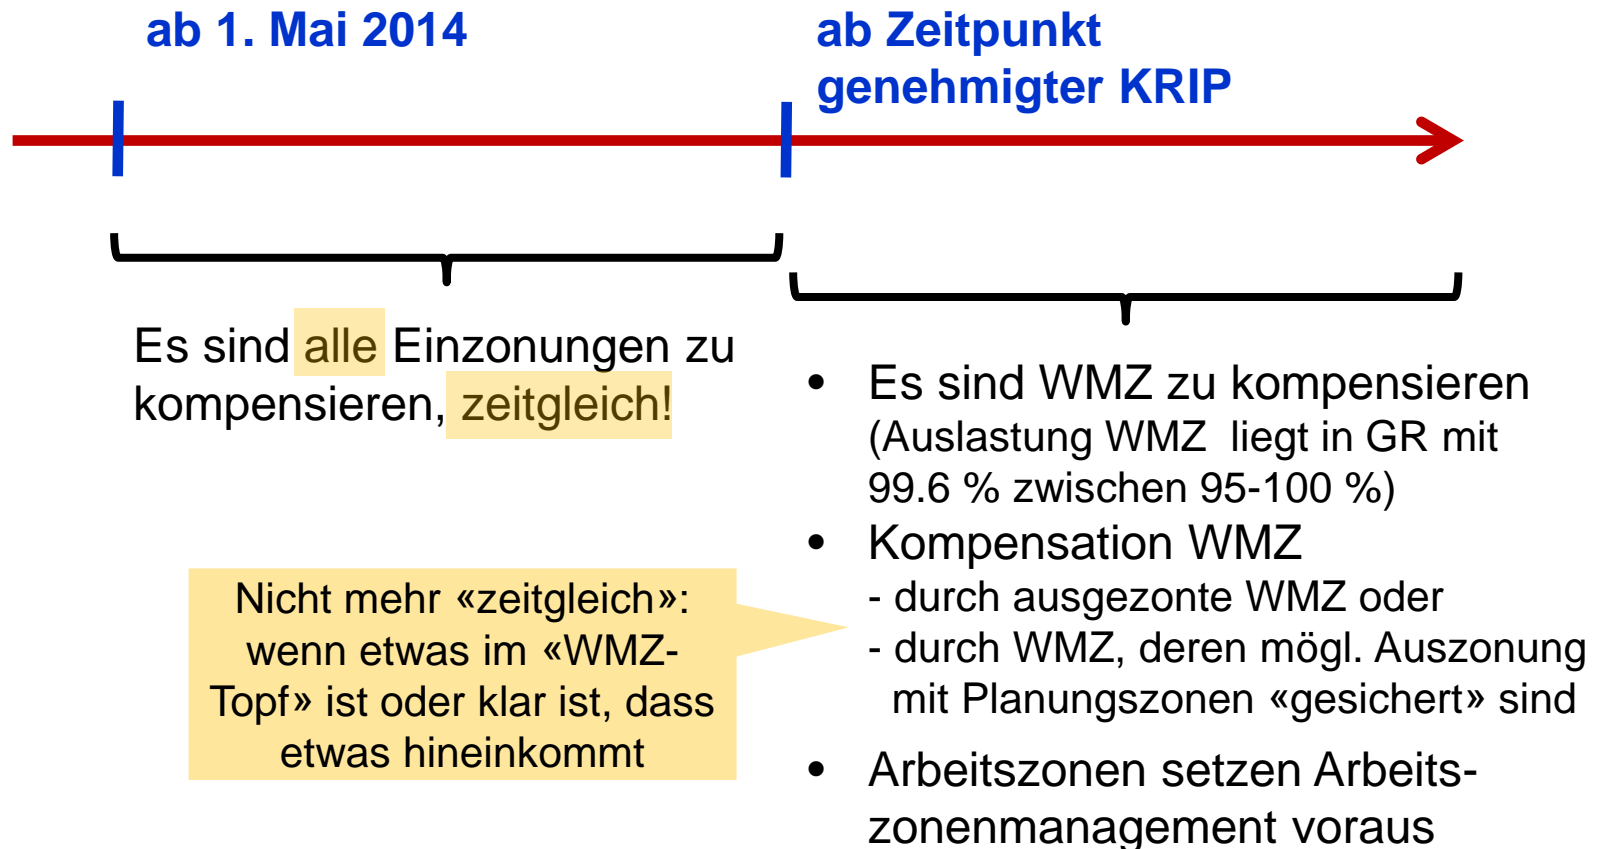 ab 1. Mai 2014
ab Zeitpunkt
genehmigter KRIP
Es sind alle Einzonungen zu
kompensieren, zeitgleich!
Nicht mehr «zeitgleich»:
wenn etwas im «WMZ-
Topf» ist oder klar ist, dass
etwas hineinkommt
• Es sind WMZ zu kompensieren
(Auslastung WMZ liegt in GR mit
99.6 % zwischen 95-100 %)
• Kompensation WMZ
- durch ausgezonte WMZ oder
- durch WMZ, deren mögl. Auszonung
mit Planungszonen «gesichert» sind
• Arbeitszonen setzen Arbeits-
zonenmanagement voraus